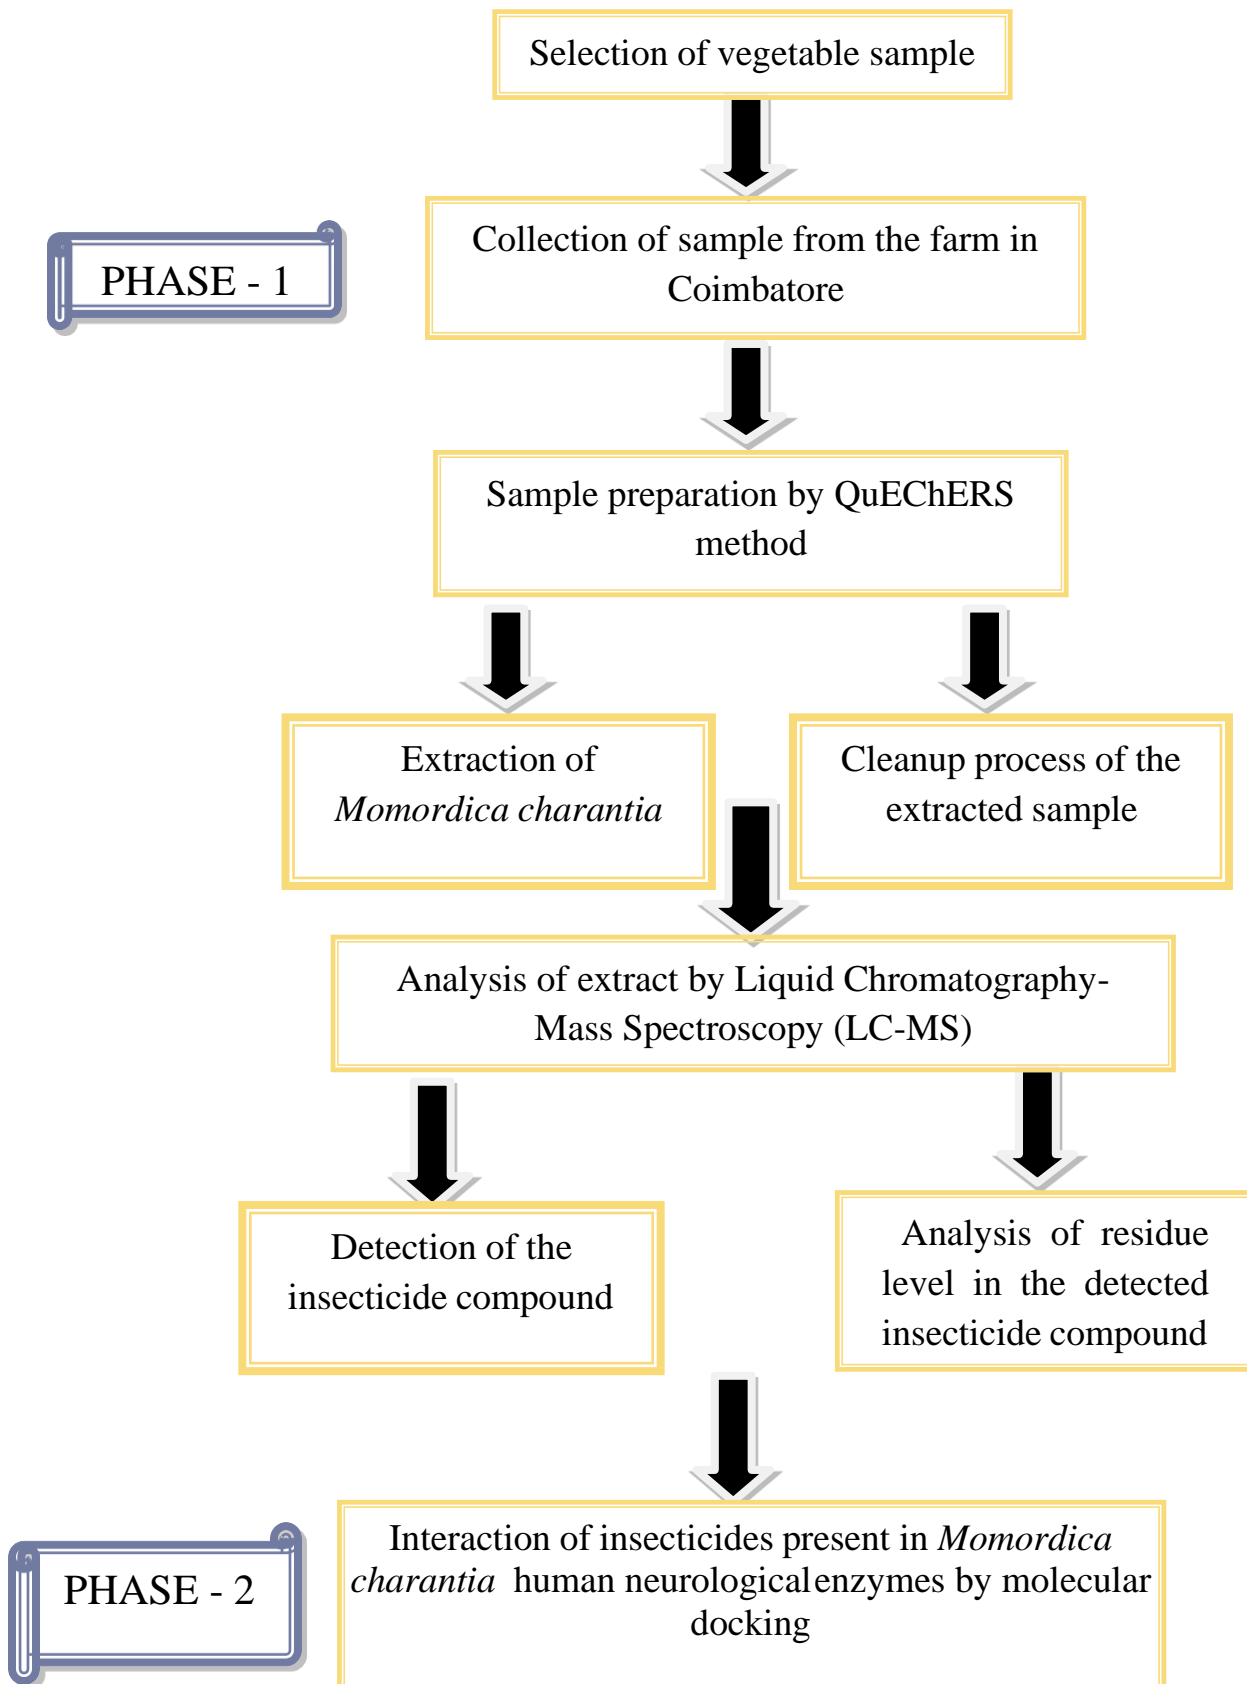 Selection of vegetable sample
PHASE - 1
Collection of sample from the farm in
Coimbatore
Sample preparation by QuEChERS
method
Extraction of
Momordica charantia
Cleanup process of the
extracted sample
Analysis of extract by Liquid Chromatography-
Mass Spectroscopy (LC-MS)
Detection of the
insecticide compound
Analysis of residue
level in the detected
insecticide compound
PHASE - 2
Interaction of insecticides present in Momordica
charantia human neurologicalenzymes by molecular
docking